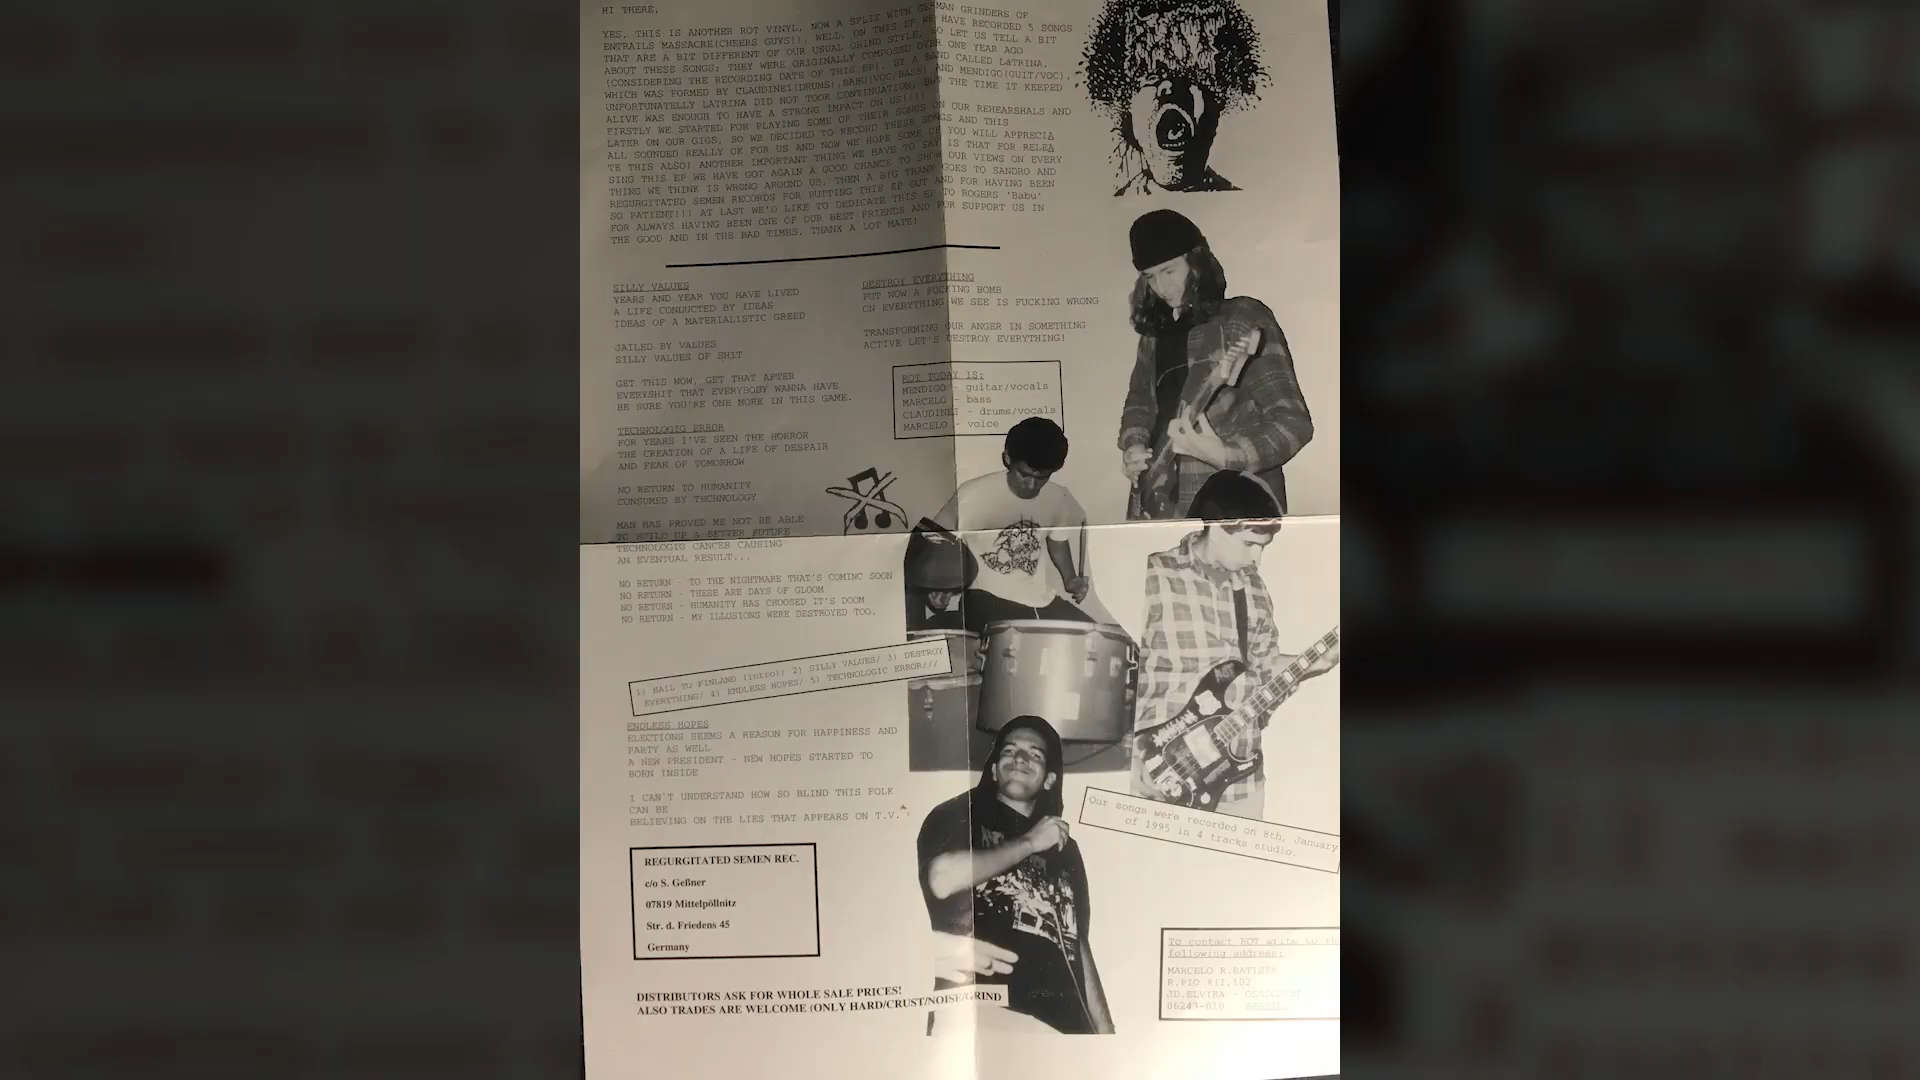 HI THERE,
YES, THIS IS ANOTHER ROT VINYL, NOW A SPLIT WITH GERMAN GRINDERS OF
ENTRAILS MASSACRE(CHEERS GUYS!). WELL, ON THIS EP WE HAVE RECORDED 5 SONGS
THAT ARE A BIT DIFFERENT OF OUR USUAL GRIND STYLE, SO LET US TELL A BIT
ABOUT THESE SONGS; THEY WERE ORIGINALLY COMPOSED OVER ONE YEAR AGO
(CONSIDERING THE RECORDING DATE OF THIS EP), BY A BAND CALLED LaTRINA,
WHICH WAS FORMED BY CLAUDINEI(DRUMS),BABU(VOC/BASS) AND MENDIGO(GUIT/VOC),
UNFORTUNATELLY LATRINA DID NOT TOOK CONTINUATION, BUT THE TIME IT KEEPED
ALIVE WAS ENOUGH TO HAVE A STRONG IMPACT ON US!!!!
FIRSTLY WE STARTED FOR PLAYING SOME OF THEIR SONGS ON OUR REHEARSHALS AND
LATER ON OUR GIGS, SO WE DECIDED TO RECORD THESE SONGS AND THIS
ALL SOUNDED REALLY OK FOR US AND NOW WE HOPE SOME OF YOU WILL APPRECIA
TE THIS ALSO! ANOTHER IMPORTANT THING WE HAVE TO SAY IS THAT FOR RELEA
SING THIS EP WE HAVE GOT AGAIN A GOOD CHANCE TO SHOW OUR VIEWS ON EVERY
THING WE THINK IS WRONG AROUND US, THEN A BIG THANX GOES TO SANDRO AND
REGURGITATED SEMEN RECORDS FOR PUTTING THIS EP OUT AND FOR HAVING BEEN
SO PATIENT!!! AT LAST WE'D LIKE TO DEDICATE THIS EP TO ROGERS 'Babu'
FOR ALWAYS HAVING BEEN ONE OF OUR BEST FRIENDS AND FOR SUPPORT US IN
THE GOOD AND IN THE BAD TIMES, THANX A LOT MATE!
SILLY VALUES
YEARS AND YEAR YOU HAVE LIVED
A LIFE CONDUCTED BY IDEAS
IDEAS OF A MATERIALISTIC GREED
JAILED BY VALUES
SILLY VALUES OF SHIT
GET THIS NOW, GET THAT AFTER
EVERYSHIT THAT EVERYBODY WANNA HAVE
BE SURE YOU'RE ONE MORE IN THIS GAME.
DESTROY EVERYTHING
PUT NOW A FUCKING BOMB
ON EVERYTHING WE SEE IS FUCKING WRONG
TRANSFORMING OUR ANGER IN SOMETHING
ACTIVE LET'S DESTROY EVERYTHING!
ROT TODAY IS:
MENDIGO - guitar/vocals
MARCELO - bass
CLAUDINEI - drums/vocals
MARCELO - voice
TECHNOLOGIC ERROR
FOR YEARS I'VE SEEN THE HORROR
THE CREATION OF A LIFE OF DESPAIR
AND FEAR OF TOMORROW
NO RETURN TO HUMANITY
CONSUMED BY TECHNOLOGY
MAN HAS PROVED ME NOT BE ABLE
TO BUILD UP A BETTER FUTURE
TECHNOLOGIC CANCER CAUSING
AN EVENTUAL RESULT...
NO RETURN - TO THE NIGHTMARE THAT'S COMINC SOON
NO RETURN - THESE ARE DAYS OF GLOOM
NO RETURN - HUMANITY HAS CHOOSED IT'S DOOM
NO RETURN - MY ILLUSIONS WERE DESTROYED TOO.
1) HAIL TO FINLAND (intro)/ 2) SILLY VALUES/ 3) DESTROY
EVERYTHING/ 4) ENDLESS HOPES/ 5) TECHNOLOGIC ERROR///
ENDLESS HOPES
ELECTIONS SEEMS A REASON FOR HAPPINESS AND
PARTY AS WELL
A NEW PRESIDENT - NEW HOPES STARTED TO
BORN INSIDE
I CAN'T UNDERSTAND HOW SO BLIND THIS FOLK
CAN BE
BELIEVING ON THE LIES THAT APPEARS ON T.V.
Our songs were recorded on 8th, January
of 1995 in 4 tracks studio.
REGURGITATED SEMEN REC.
c/o S. Geßner
07819 Mittelpöllnitz
Str. d. Friedens 45
Germany
DISTRIBUTORS ASK FOR WHOLE SALE PRICES!
ALSO TRADES ARE WELCOME (ONLY HARD/CRUST/NOISE/GRIND
To contact ROT write to the
following address:
MARCELO R.BATISTA
R.PIO XII,102
JD.ELVIRA - OSASCO/SP
06243-010 - BRAZIL